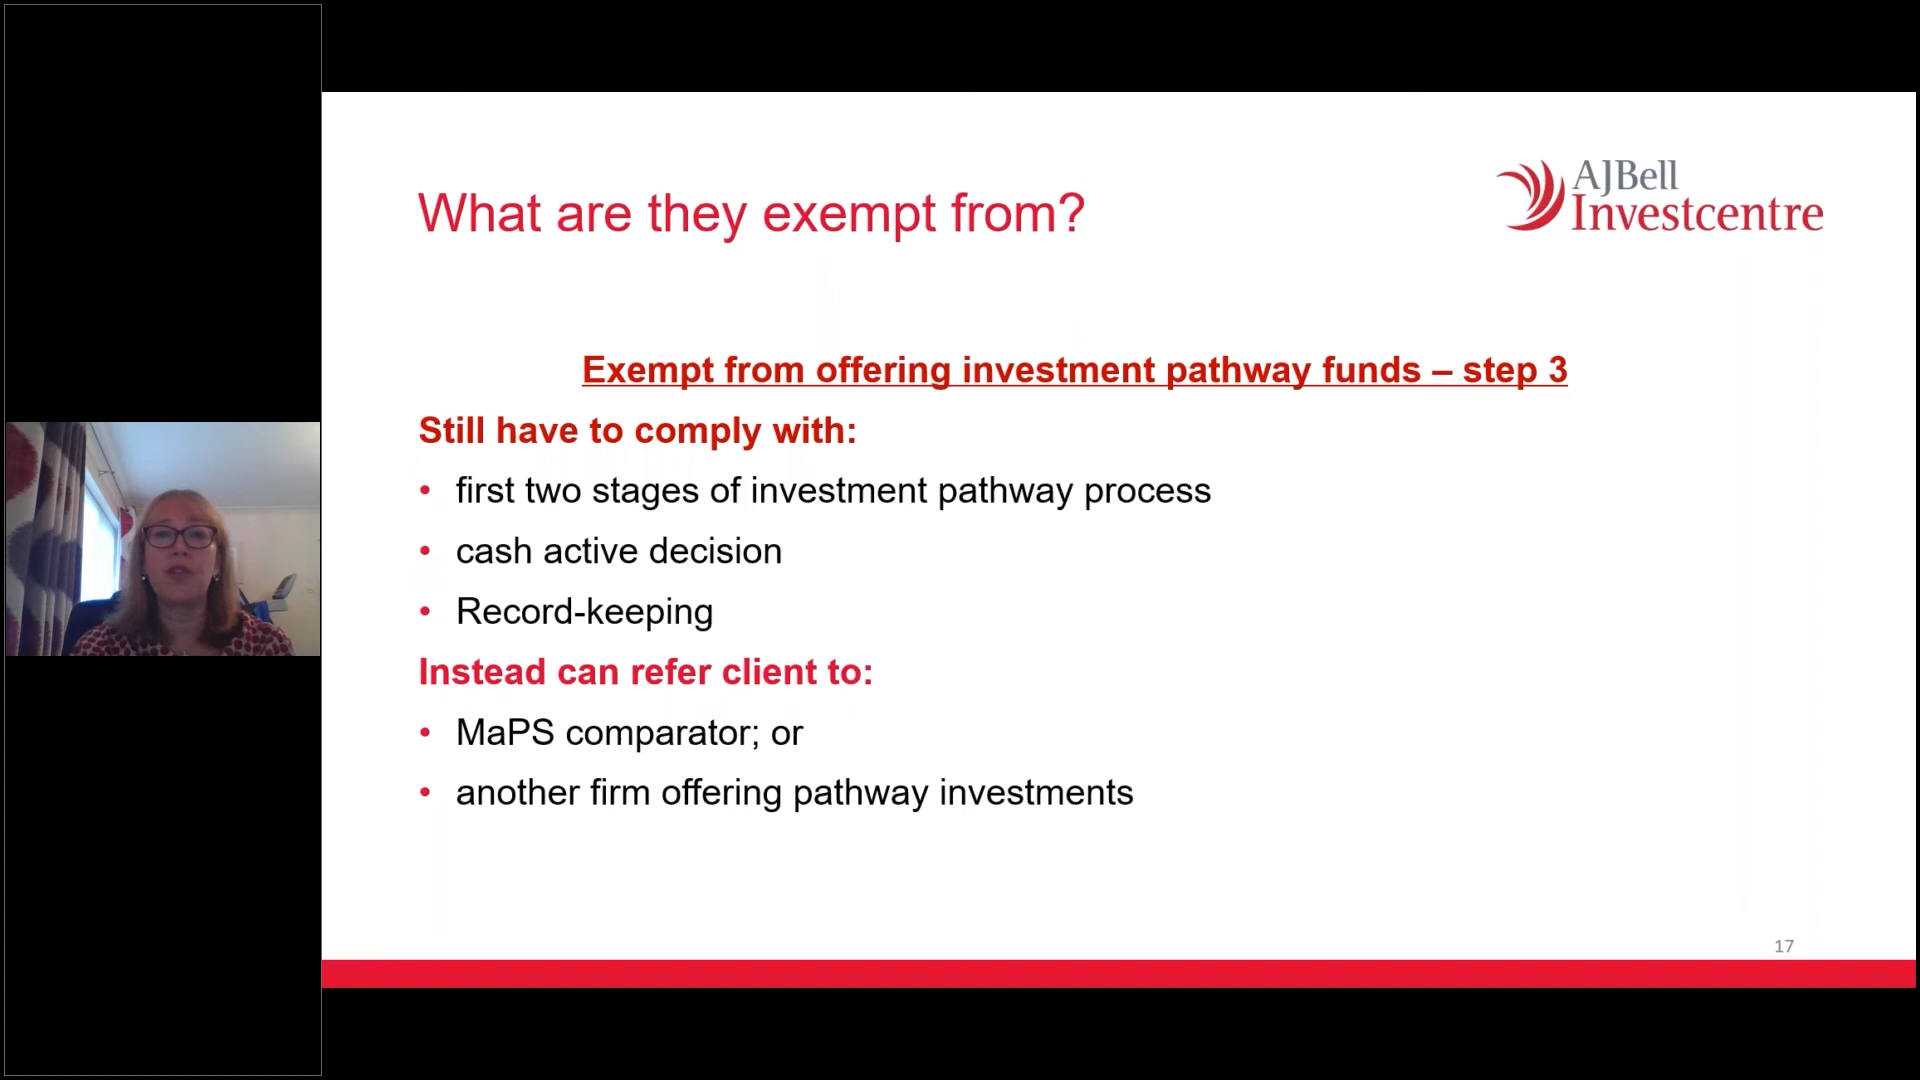 What are they exempt from?
AJBell
Investcentre
Exempt from offering investment pathway funds – step 3
Still have to comply with:
• first two stages of investment pathway process
• cash active decision
• Record-keeping
Instead can refer client to:
• MaPS comparator; or
• another firm offering pathway investments
17